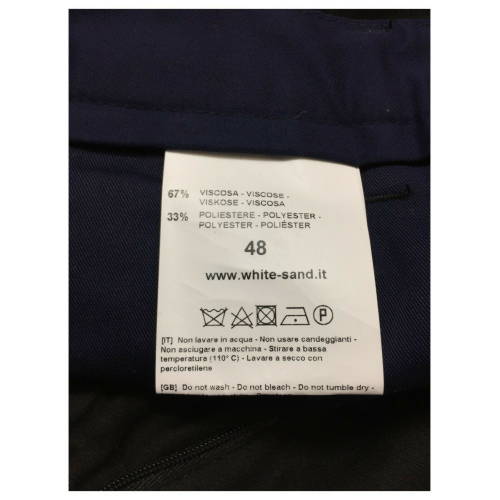 67% VISCOSA - VISCOSE -
VISKOSE - VISCOSA
33% POLIESTERE - POLYESTER -
POLYESTER - POLIÉSTER
48
www.white-sand.it
P
[IT] Non lavare in acqua - Non usare candeggianti -
Non asciugare a macchina - Stirare a bassa
temperatura (110° C) - Lavare a secco con
percloretilene
[GB] Do not wash - Do not bleach - Do not tumble dry -